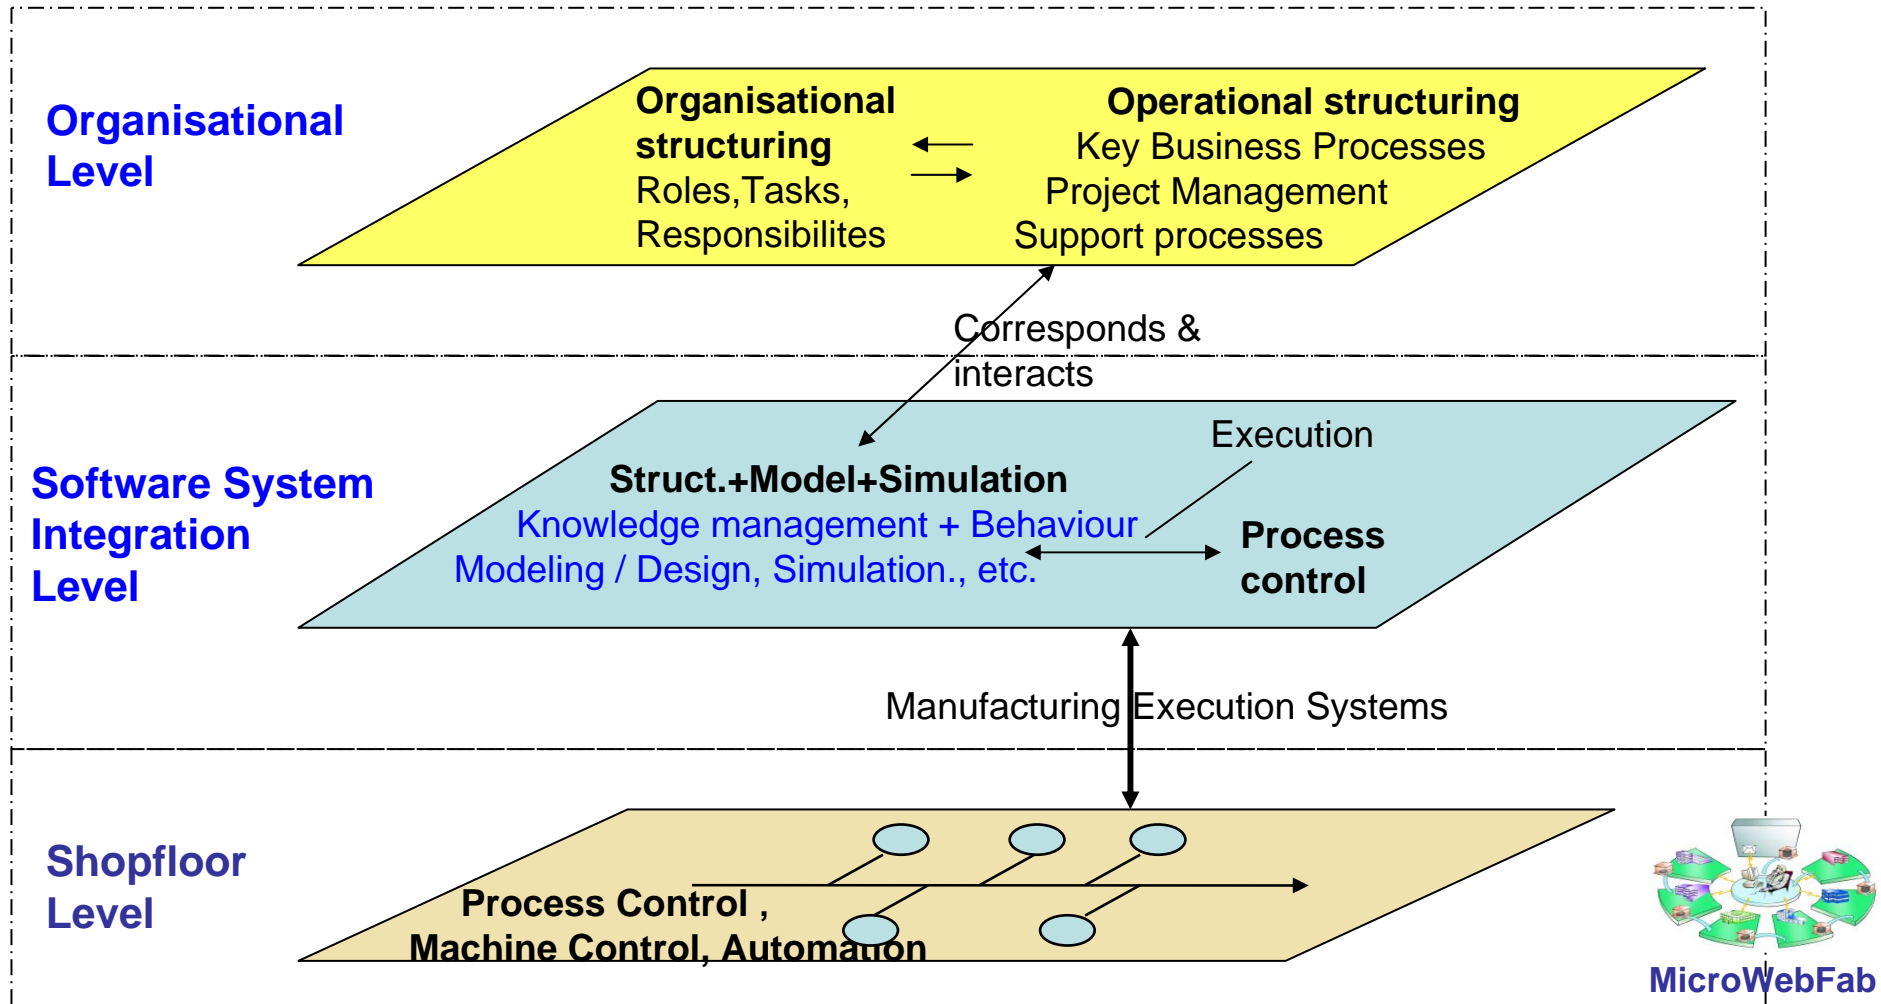 Organisational
Level
Organisational
structuring
Roles,Tasks,
Responsibilites
Operational structuring
Key Business Processes
Project Management
Support processes
Corresponds &
interacts
Software System
Integration
Level
Execution
Struct.+Model+Simulation
Knowledge management + Behaviour
Modeling / Design, Simulation., etc.
Process
control
Manufacturing Execution Systems
Shopfloor
Level
Process Control ,
Machine Control, Automation
MicroWebFab